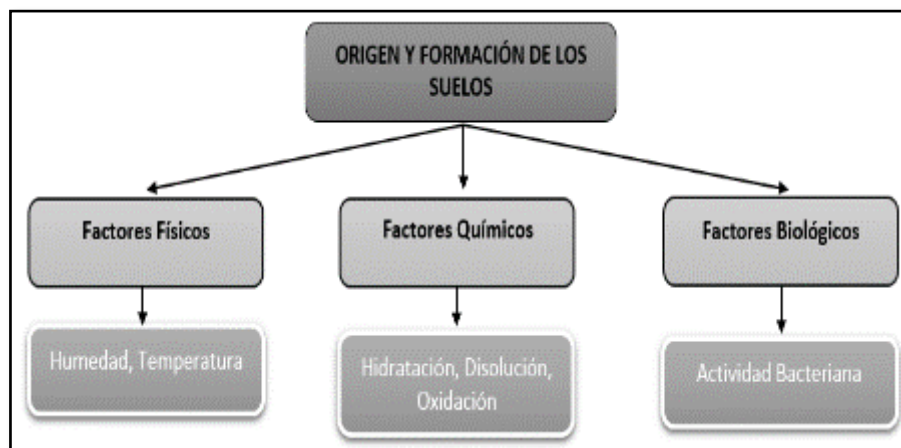 ORIGEN Y FORMACIÓN DE LOS
SUELOS
Factores Físicos
Factores Químicos
Factores Biológicos
Humedad, Temperatura
Hidratación, Disolución,
Oxidación
Actividad Bacteriana